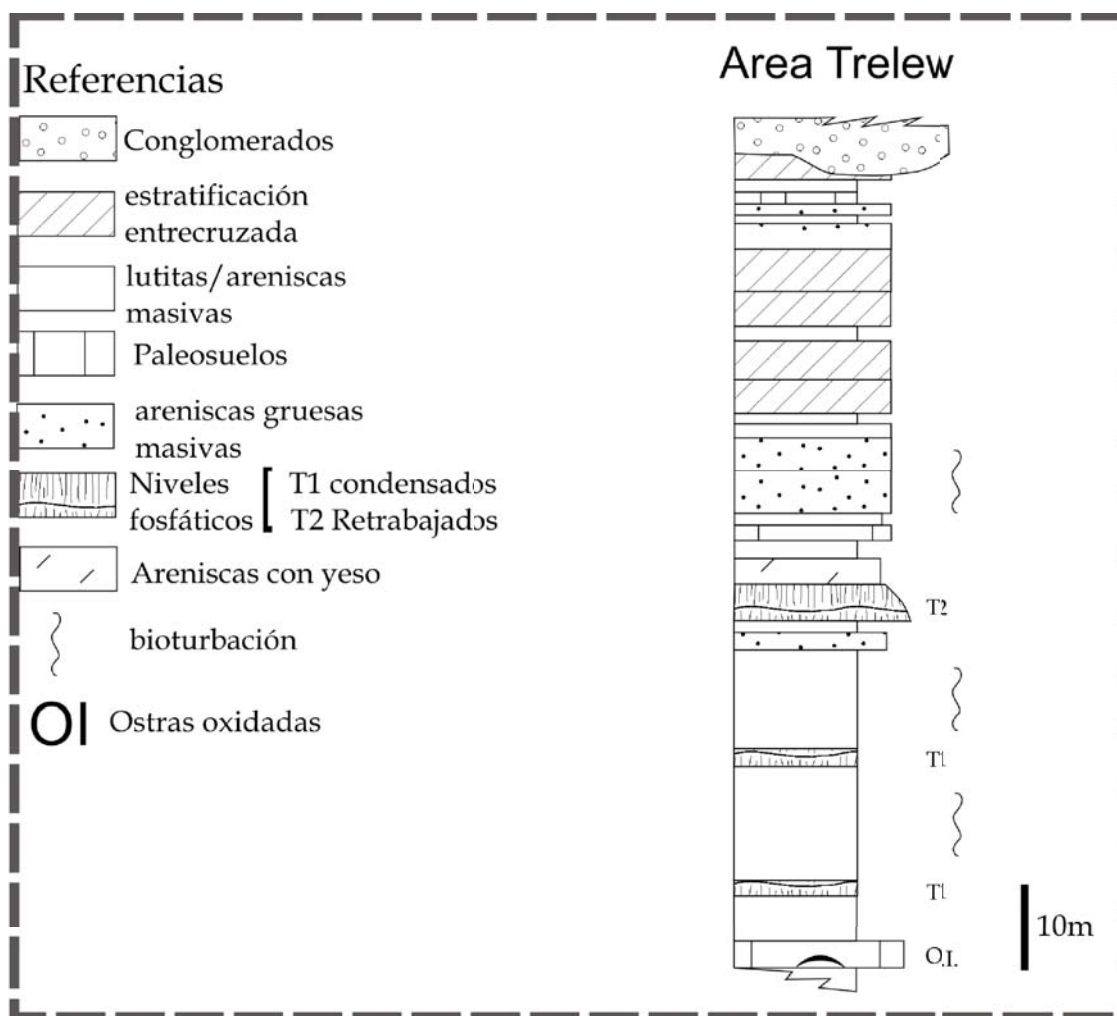 Referencias
Conglomerados
estratificación
entrecruzada
lutitas/areniscas
masivas
Paleosuelos
areniscas gruesas
masivas
Niveles
fosfáticos
[
T1 condensados
T2 Retrabajados
Areniscas con yeso
bioturbación
OI Ostras oxidadas
Area Trelew
T2
T1
T1
O.I.
10m